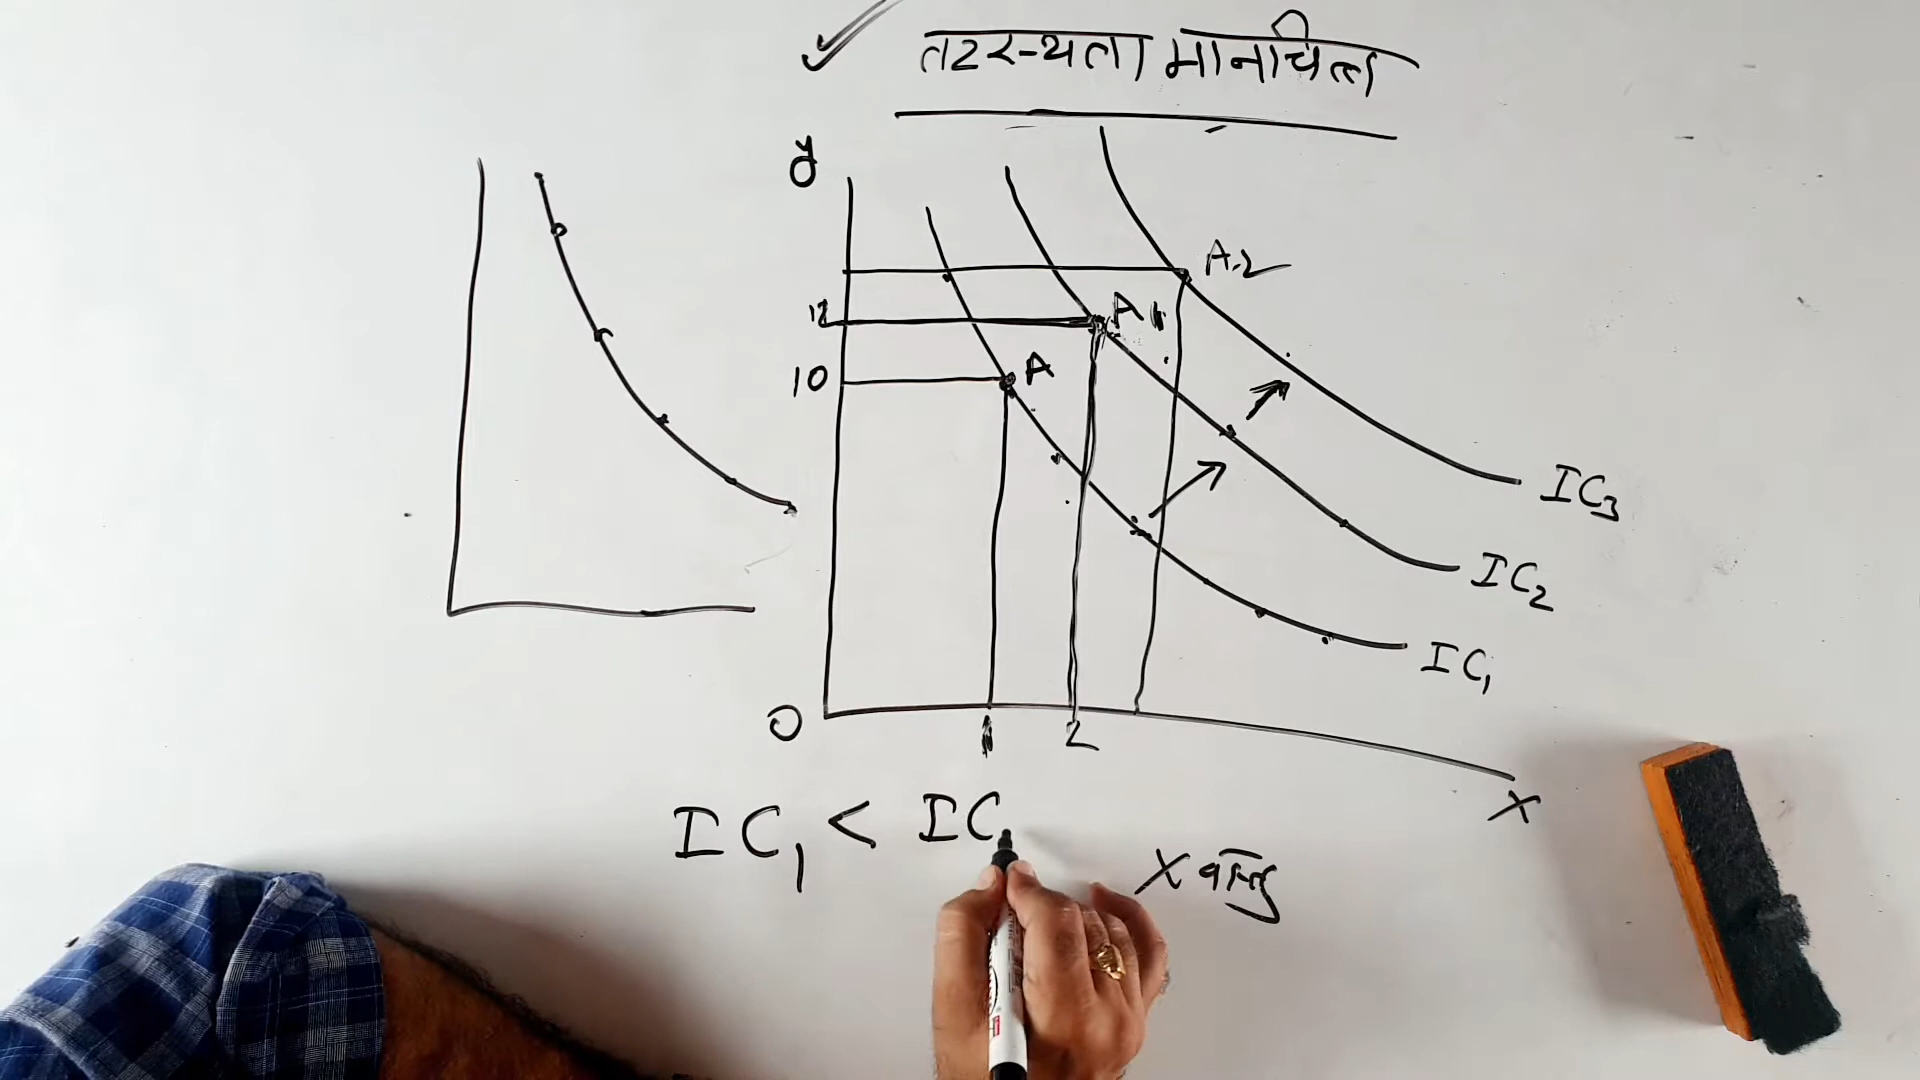 तटस्थता मानचित्र
y
A2
12
A1
10
A
IC3
IC2
IC1
O
1
2
X
IC1 < IC
X वस्तु